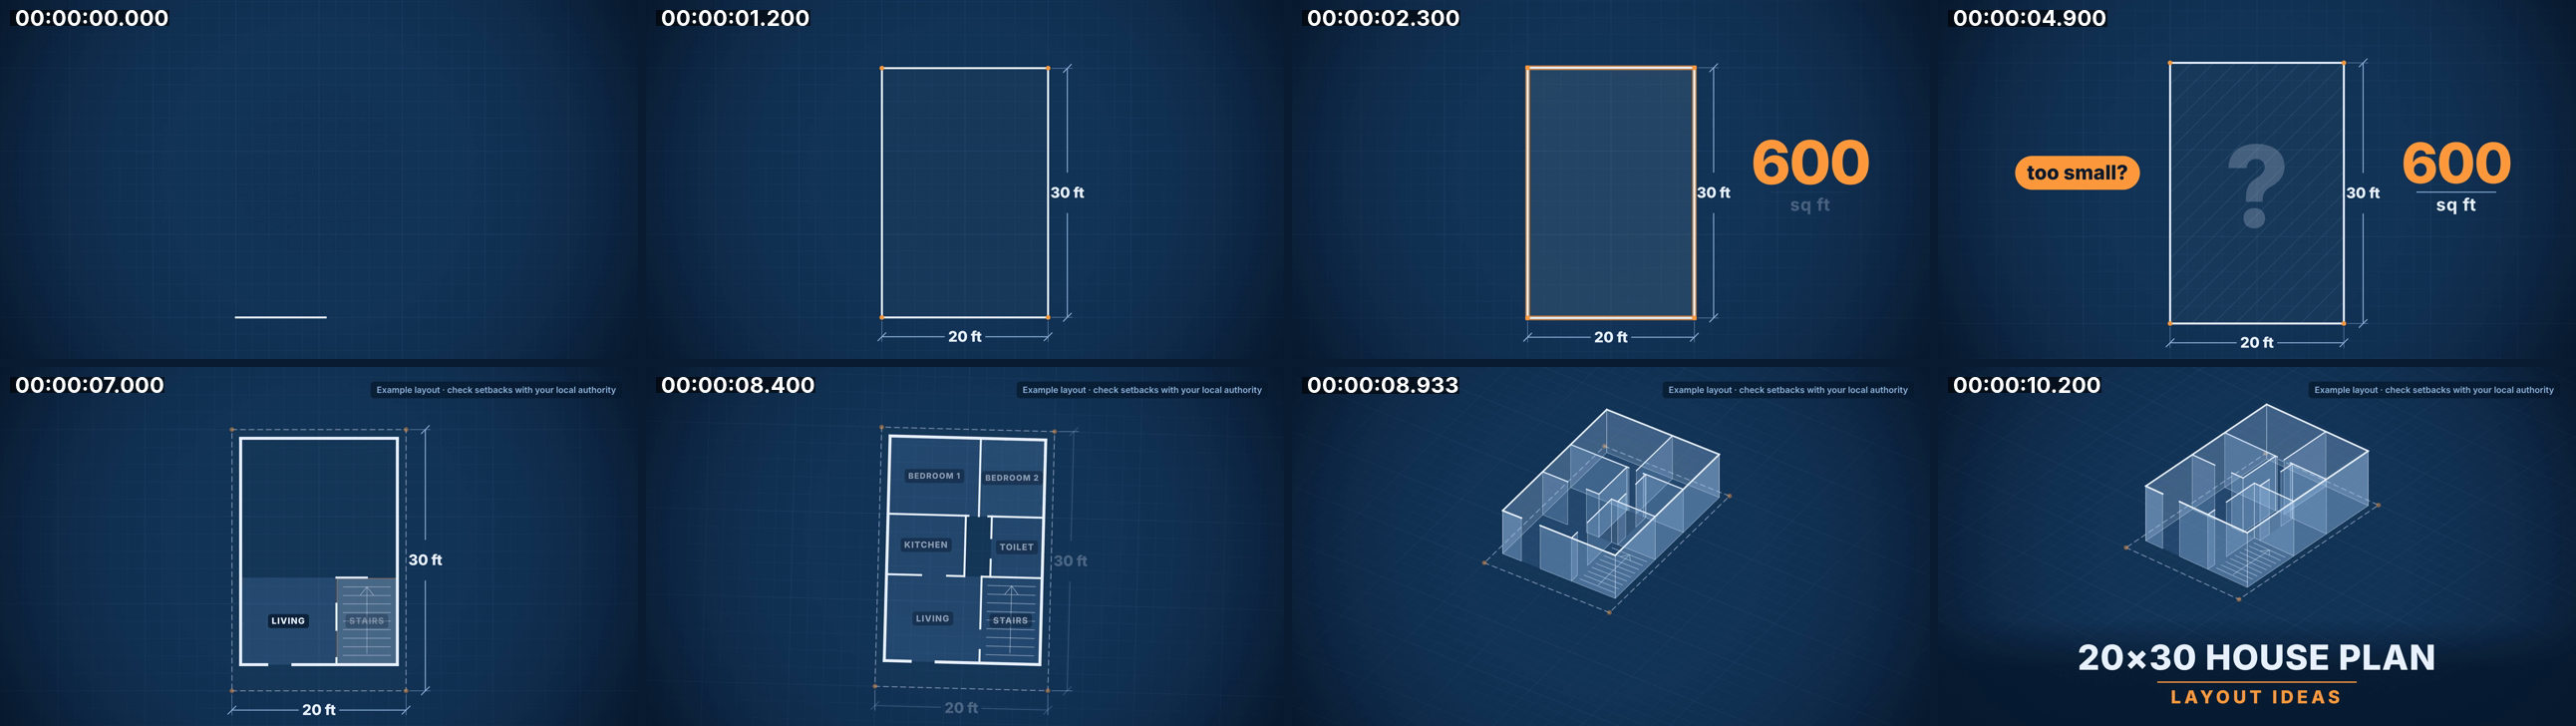 00:00:00.000
00:00:01.200
30 ft
20 ft
00:00:02.300
30 ft
20 ft
600
sq ft
00:00:04.900
too small?
?
30 ft
20 ft
600
sq ft
00:00:07.000
Example layout · check setbacks with your local authority
LIVING
STAIRS
30 ft
20 ft
00:00:08.400
Example layout · check setbacks with your local authority
BEDROOM 1
BEDROOM 2
KITCHEN
TOILET
LIVING
STAIRS
30 ft
20 ft
00:00:08.933
Example layout · check setbacks with your local authority
00:00:10.200
Example layout · check setbacks with your local authority
20×30 HOUSE PLAN
LAYOUT IDEAS